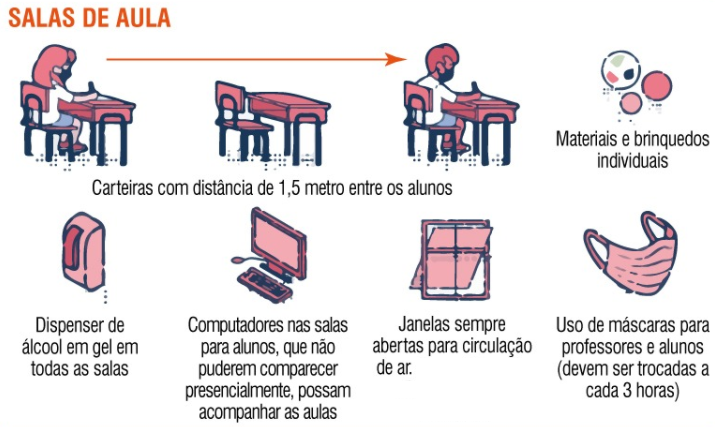 SALAS DE AULA
Carteiras com distância de 1,5 metro entre os alunos
Materiais e brinquedos
individuais
Dispenser de
álcool em gel em
todas as salas
Computadores nas salas
para alunos, que não
puderem comparecer
presencialmente, possam
acompanhar as aulas
Janelas sempre
abertas para circulação
de ar.
Uso de máscaras para
professores e alunos
(devem ser trocadas a
cada 3 horas)